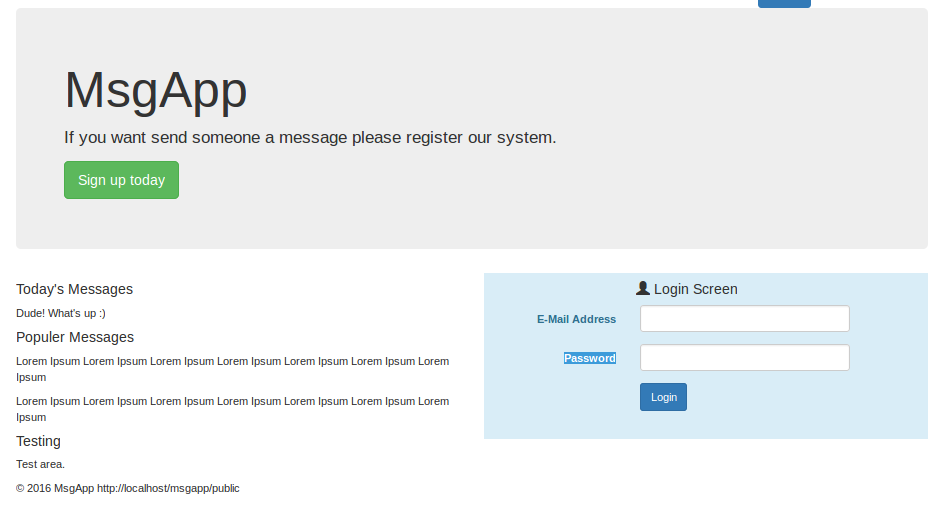 MsgApp
If you want send someone a message please register our system.
Sign up today
Today's Messages
Dude! What's up :)
Populer Messages
Lorem Ipsum Lorem Ipsum Lorem Ipsum Lorem Ipsum Lorem Ipsum Lorem Ipsum Lorem
Ipsum
Lorem Ipsum Lorem Ipsum Lorem Ipsum Lorem Ipsum Lorem Ipsum Lorem Ipsum Lorem
Ipsum
Testing
Test area.
© 2016 MsgApp http://localhost/msgapp/public
Login Screen
E-Mail Address
Password
Login